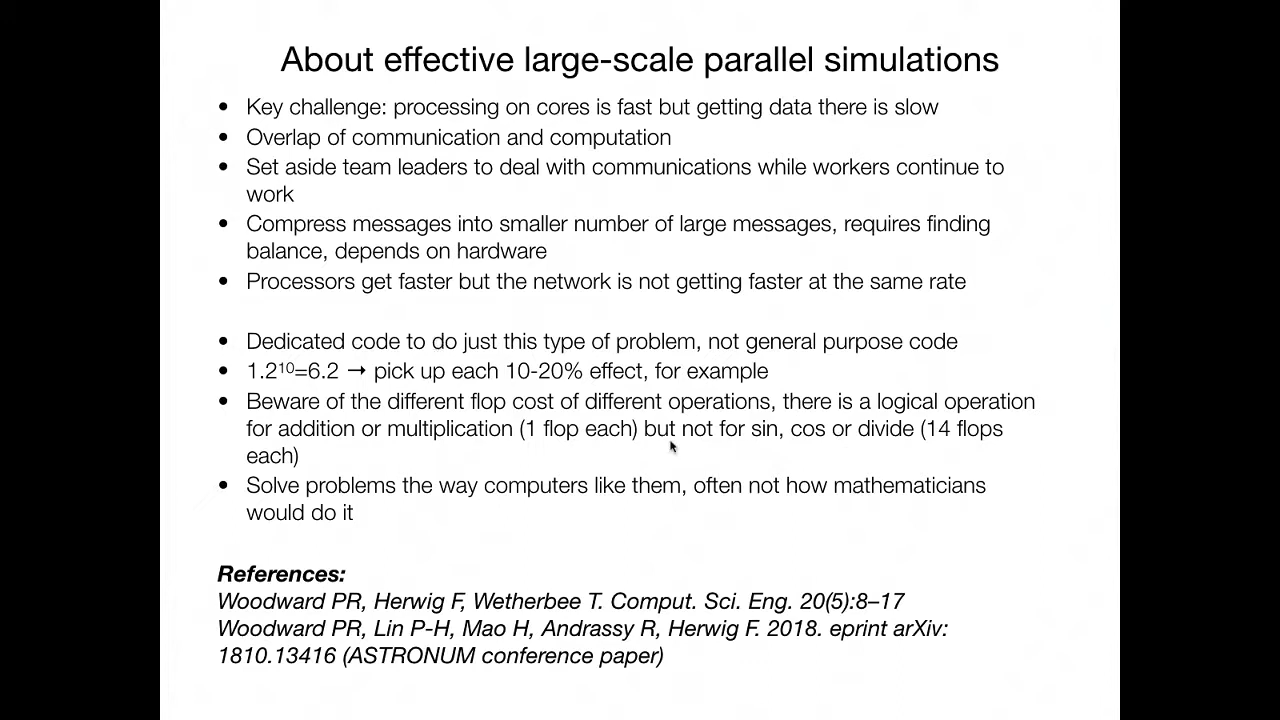 About effective large-scale parallel simulations
• Key challenge: processing on cores is fast but getting data there is slow
• Overlap of communication and computation
• Set aside team leaders to deal with communications while workers continue to
work
• Compress messages into smaller number of large messages, requires finding
balance, depends on hardware
• Processors get faster but the network is not getting faster at the same rate
• Dedicated code to do just this type of problem, not general purpose code
• 1.2¹⁰=6.2 → pick up each 10-20% effect, for example
• Beware of the different flop cost of different operations, there is a logical operation
for addition or multiplication (1 flop each) but not for sin, cos or divide (14 flops
each)
• Solve problems the way computers like them, often not how mathematicians
would do it
References:
Woodward PR, Herwig F, Wetherbee T. Comput. Sci. Eng. 20(5):8–17
Woodward PR, Lin P-H, Mao H, Andrassy R, Herwig F. 2018. eprint arXiv:
1810.13416 (ASTRONUM conference paper)